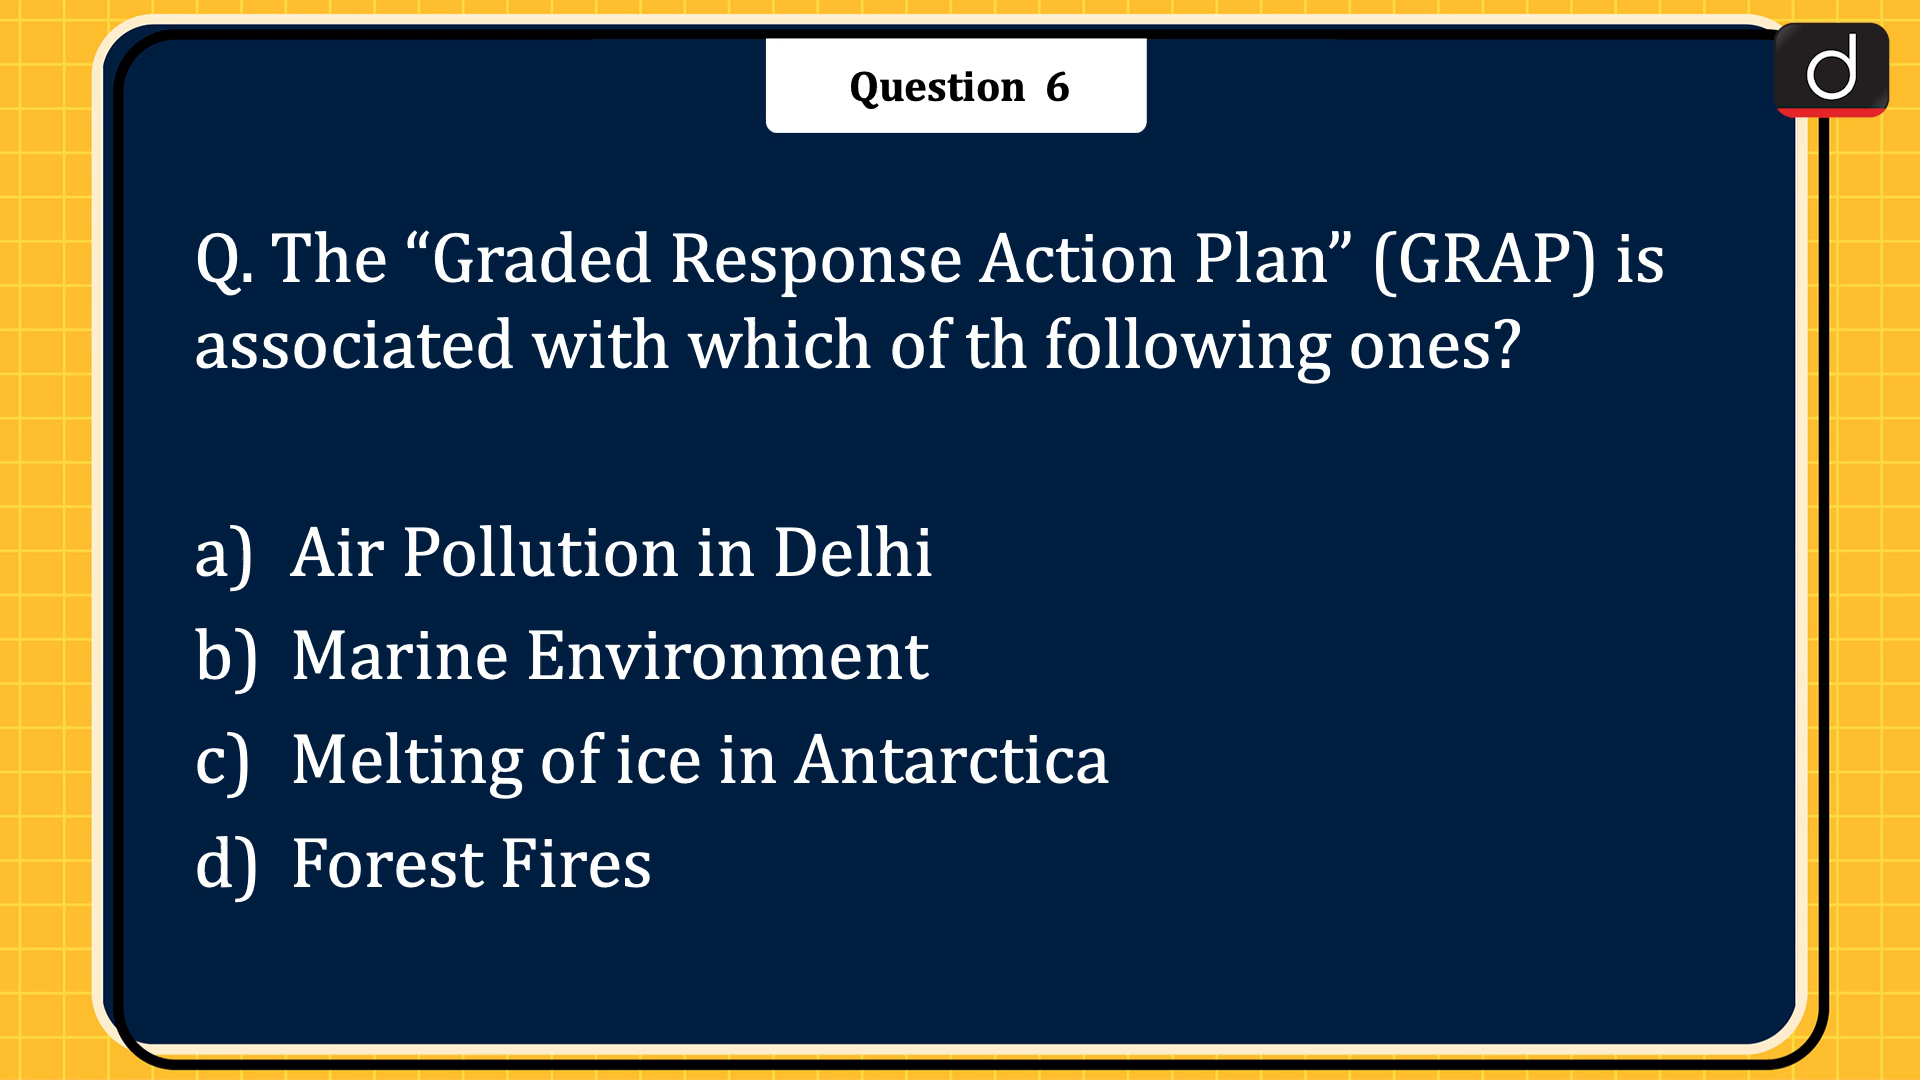 Question 6
Q. The “Graded Response Action Plan” (GRAP) is
associated with which of th following ones?
a) Air Pollution in Delhi
b) Marine Environment
c) Melting of ice in Antarctica
d) Forest Fires